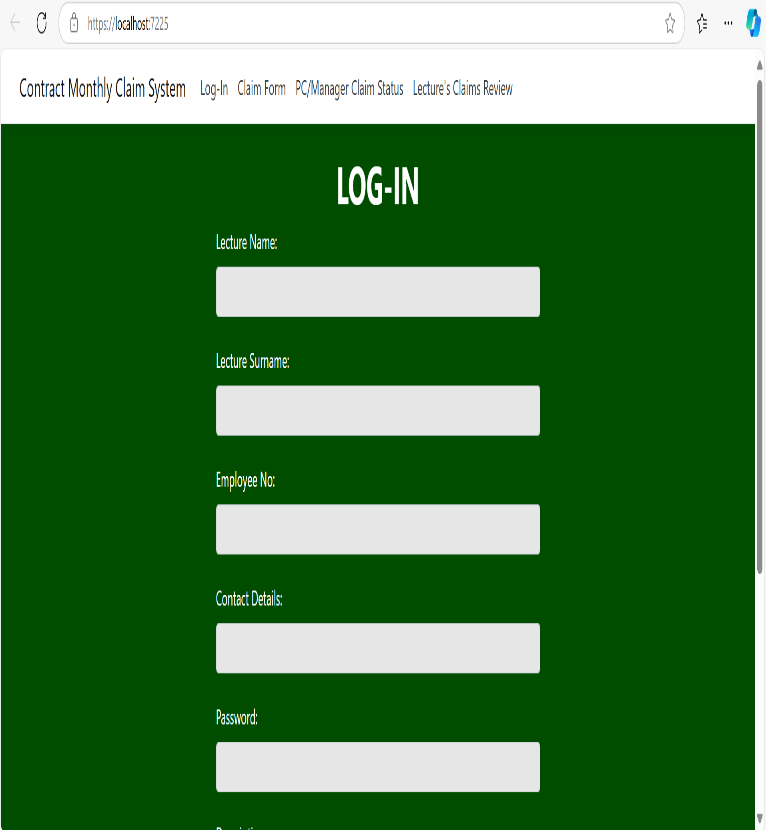 https://localhost:7225
Contract Monthly Claim System Log-In Claim Form PC/Manager Claim Status Lecture's Claims Review
LOG-IN
Lecture Name:
Lecture Surname:
Employee No:
Contact Details:
Password: